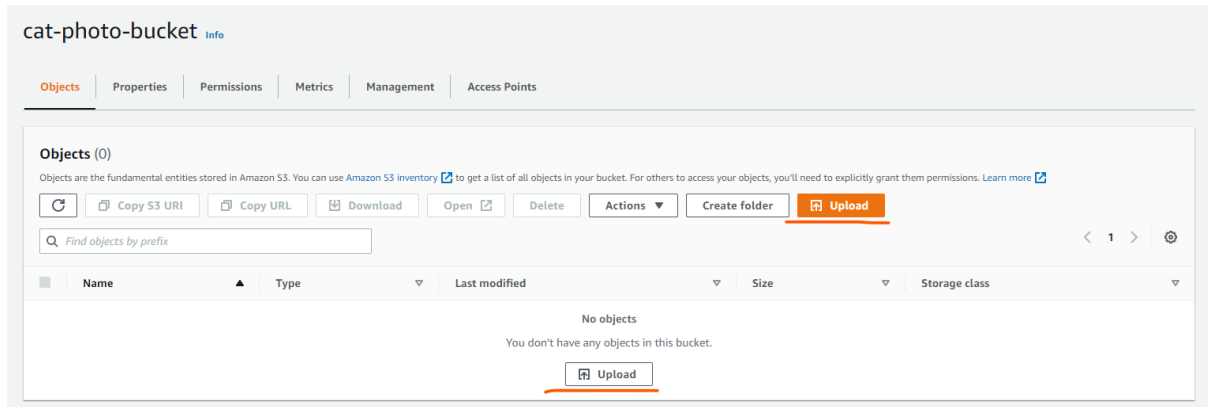 cat-photo-bucket Info
Objects Properties Permissions Metrics Management Access Points
Objects (0)
Objects are the fundamental entities stored in Amazon S3. You can use Amazon S3 inventory to get a list of all objects in your bucket. For others to access your objects, you'll need to explicitly grant them permissions. Learn more
Copy S3 URI Copy URL Download Open Delete Actions Create folder Upload
Find objects by prefix 1
Name Type Last modified Size Storage class
No objects
You don't have any objects in this bucket.
Upload